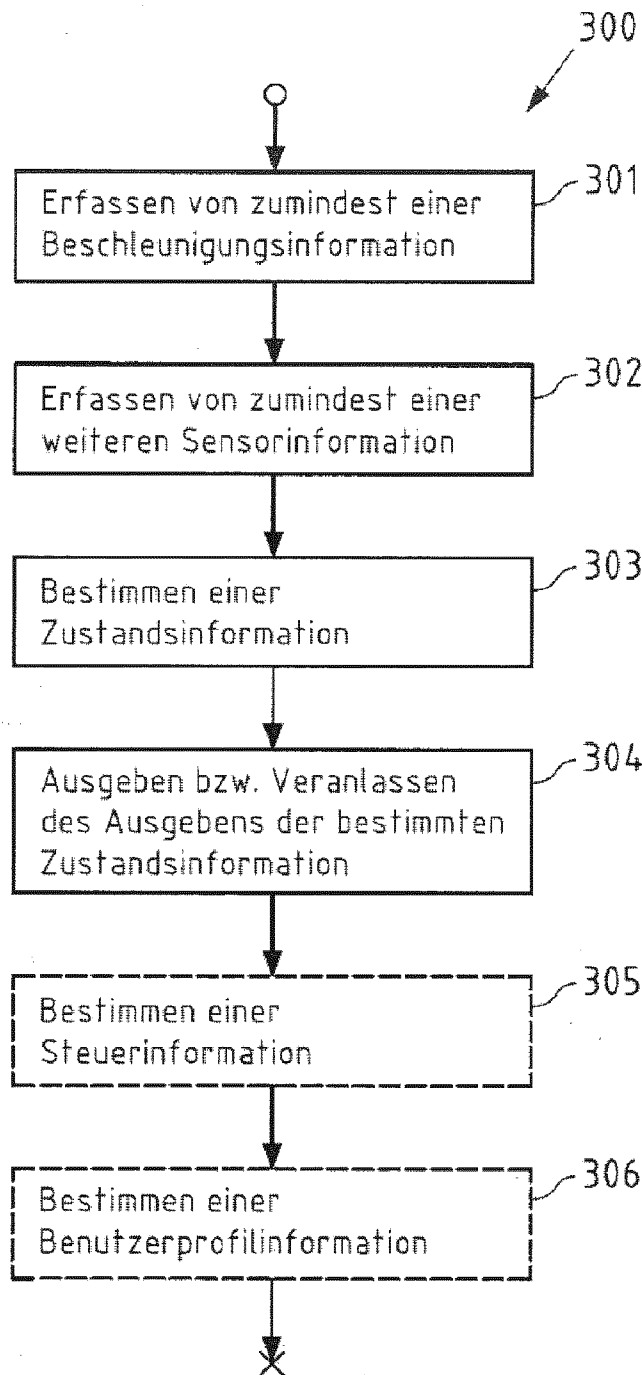 300
301
Erfassen von zumindest einer
Beschleunigungsinformation
302
Erfassen von zumindest einer
weiteren Sensorinformation
303
Bestimmen einer
Zustandsinformation
304
Ausgeben bzw. Veranlassen
des Ausgebens der bestimmten
Zustandsinformation
305
Bestimmen einer
Steuerinformation
306
Bestimmen einer
Benutzerprofilinformation